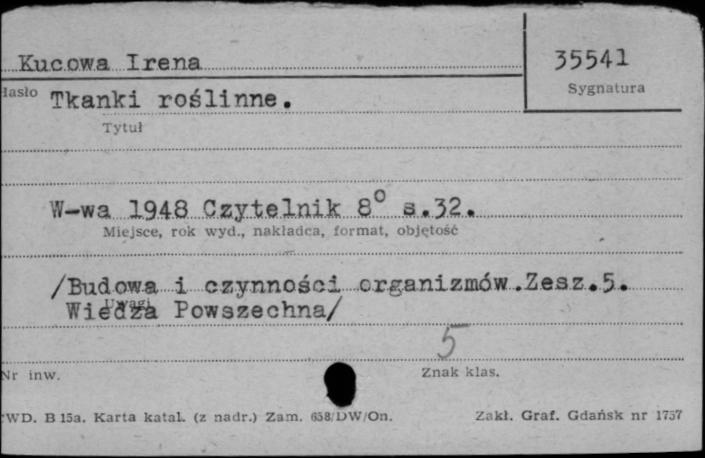 Kucowa Irena
35541
Sygnatura
Hasło Tkanki roślinne.
Tytuł
W-wa 1948 Czytelnik 8° s.32.
Miejsce, rok wyd., nakładca, format, objętość
/Budowa i czynności organizmów.Zesz.5.
Uwagi
Wiedza Powszechna/
5
Nr inw.
Znak klas.
WD. B 15a. Karta katal. (z nadr.) Zam. 658/DW/On.
Zakł. Graf. Gdańsk nr 1757